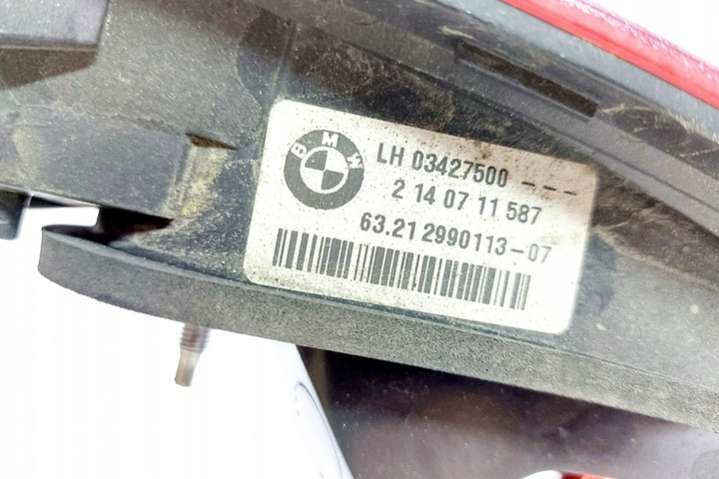 BMW
LH 03427500 ---
2 14 07 11 587
63.21 2990113-07